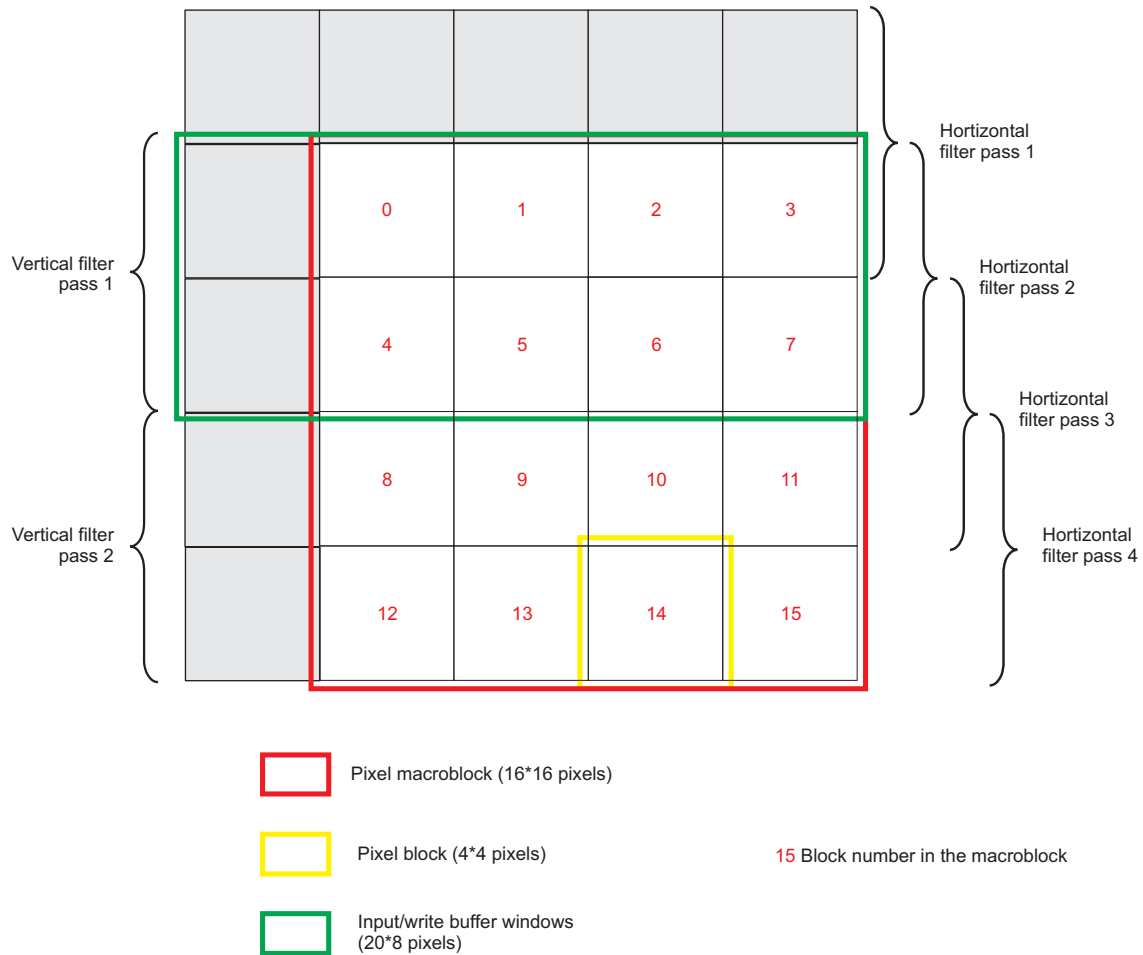 Hortizontal
filter pass 1
0 1 2 3
Vertical filter
pass 1
Hortizontal
filter pass 2
4 5 6 7
Hortizontal
filter pass 3
8 9 10 11
Vertical filter
pass 2
Hortizontal
filter pass 4
12 13 14 15
Pixel macroblock (16*16 pixels)
Pixel block (4*4 pixels)
15 Block number in the macroblock
Input/write buffer windows
(20*8 pixels)